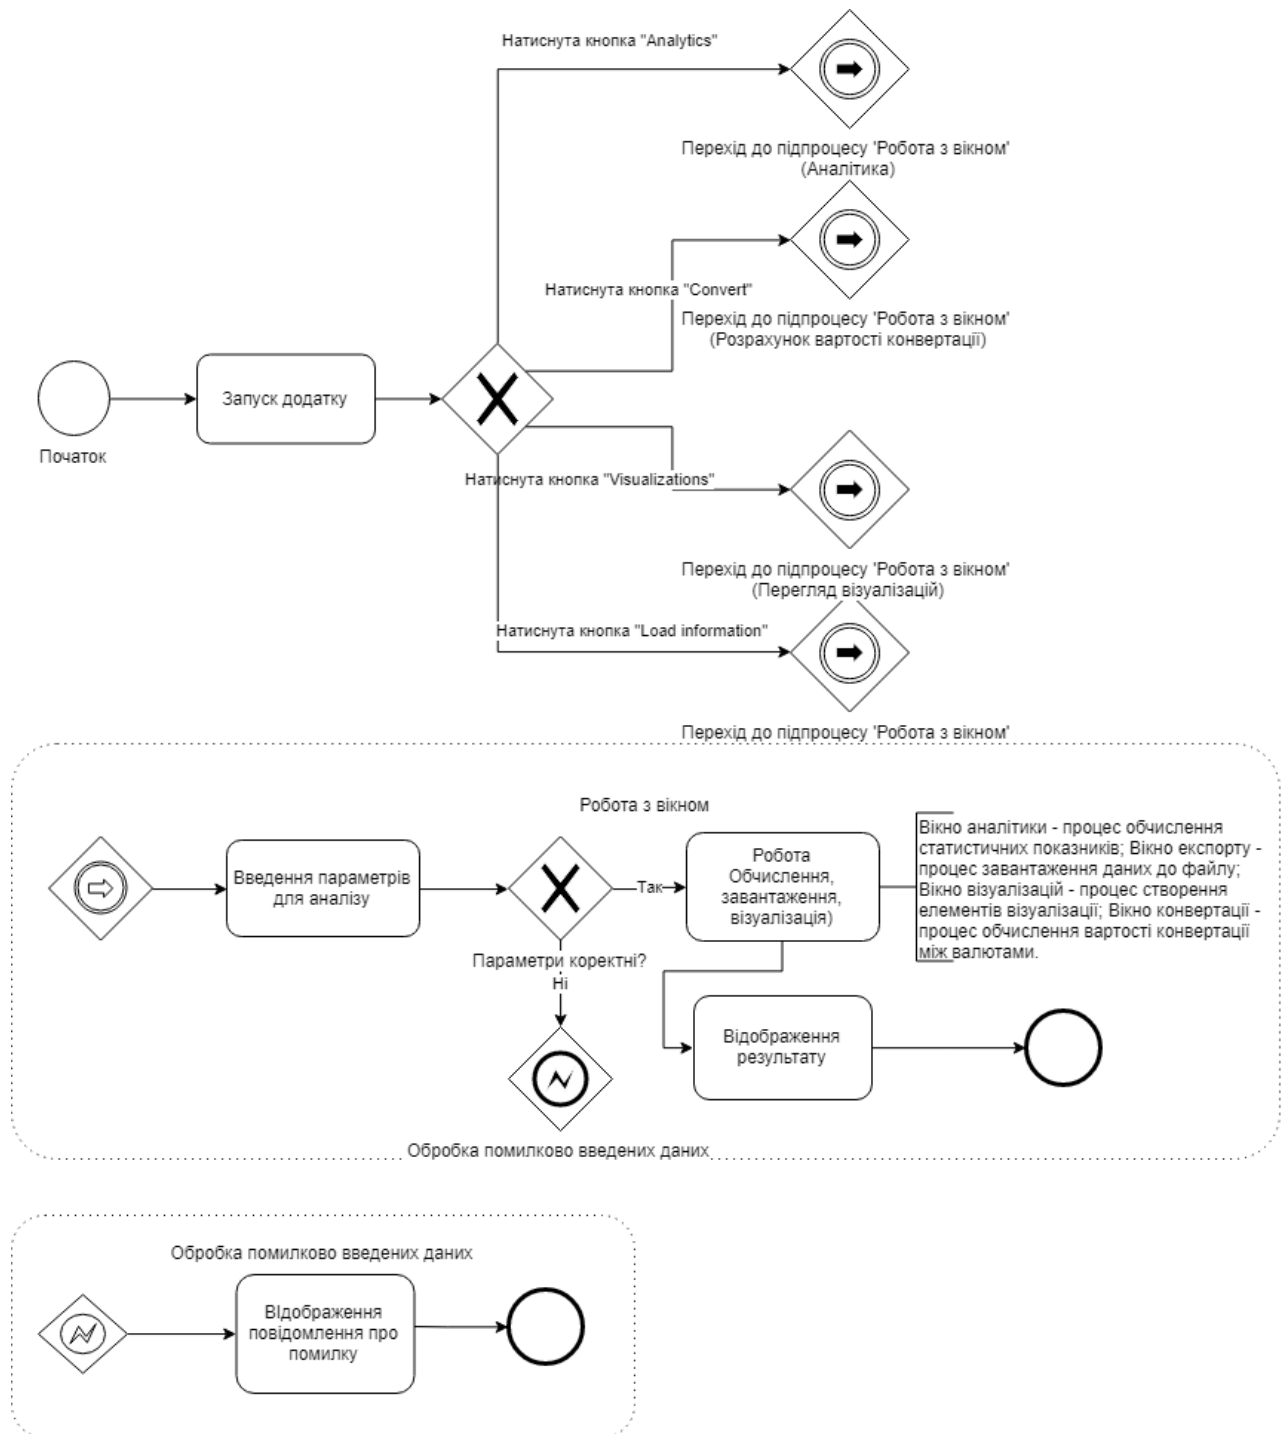 Натиснута кнопка "Analytics"
Перехід до підпроцесу 'Робота з вікном'
(Аналітика)
Натиснута кнопка "Convert"
Перехід до підпроцесу 'Робота з вікном'
(Розрахунок вартості конвертації)
Запуск додатку
Початок
Натиснута кнопка "Visualizations"
Перехід до підпроцесу 'Робота з вікном'
(Перегляд візуалізацій)
Натиснута кнопка "Load information"
Перехід до підпроцесу 'Робота з вікном'
Робота з вікном
Введення параметрів
для аналізу
Так
Робота
Обчислення,
завантаження,
візуалізація)
Вікно аналітики - процес обчислення
статистичних показників; Вікно експорту -
процес завантаження даних до файлу;
Вікно візуалізацій - процес створення
елементів візуалізації; Вікно конвертації -
процес обчислення вартості конвертації
між валютами.
Параметри коректні?
Ні
Відображення
результату
Обробка помилково введених даних
Обробка помилково введених даних
ВІдображення
повідомлення про
помилку